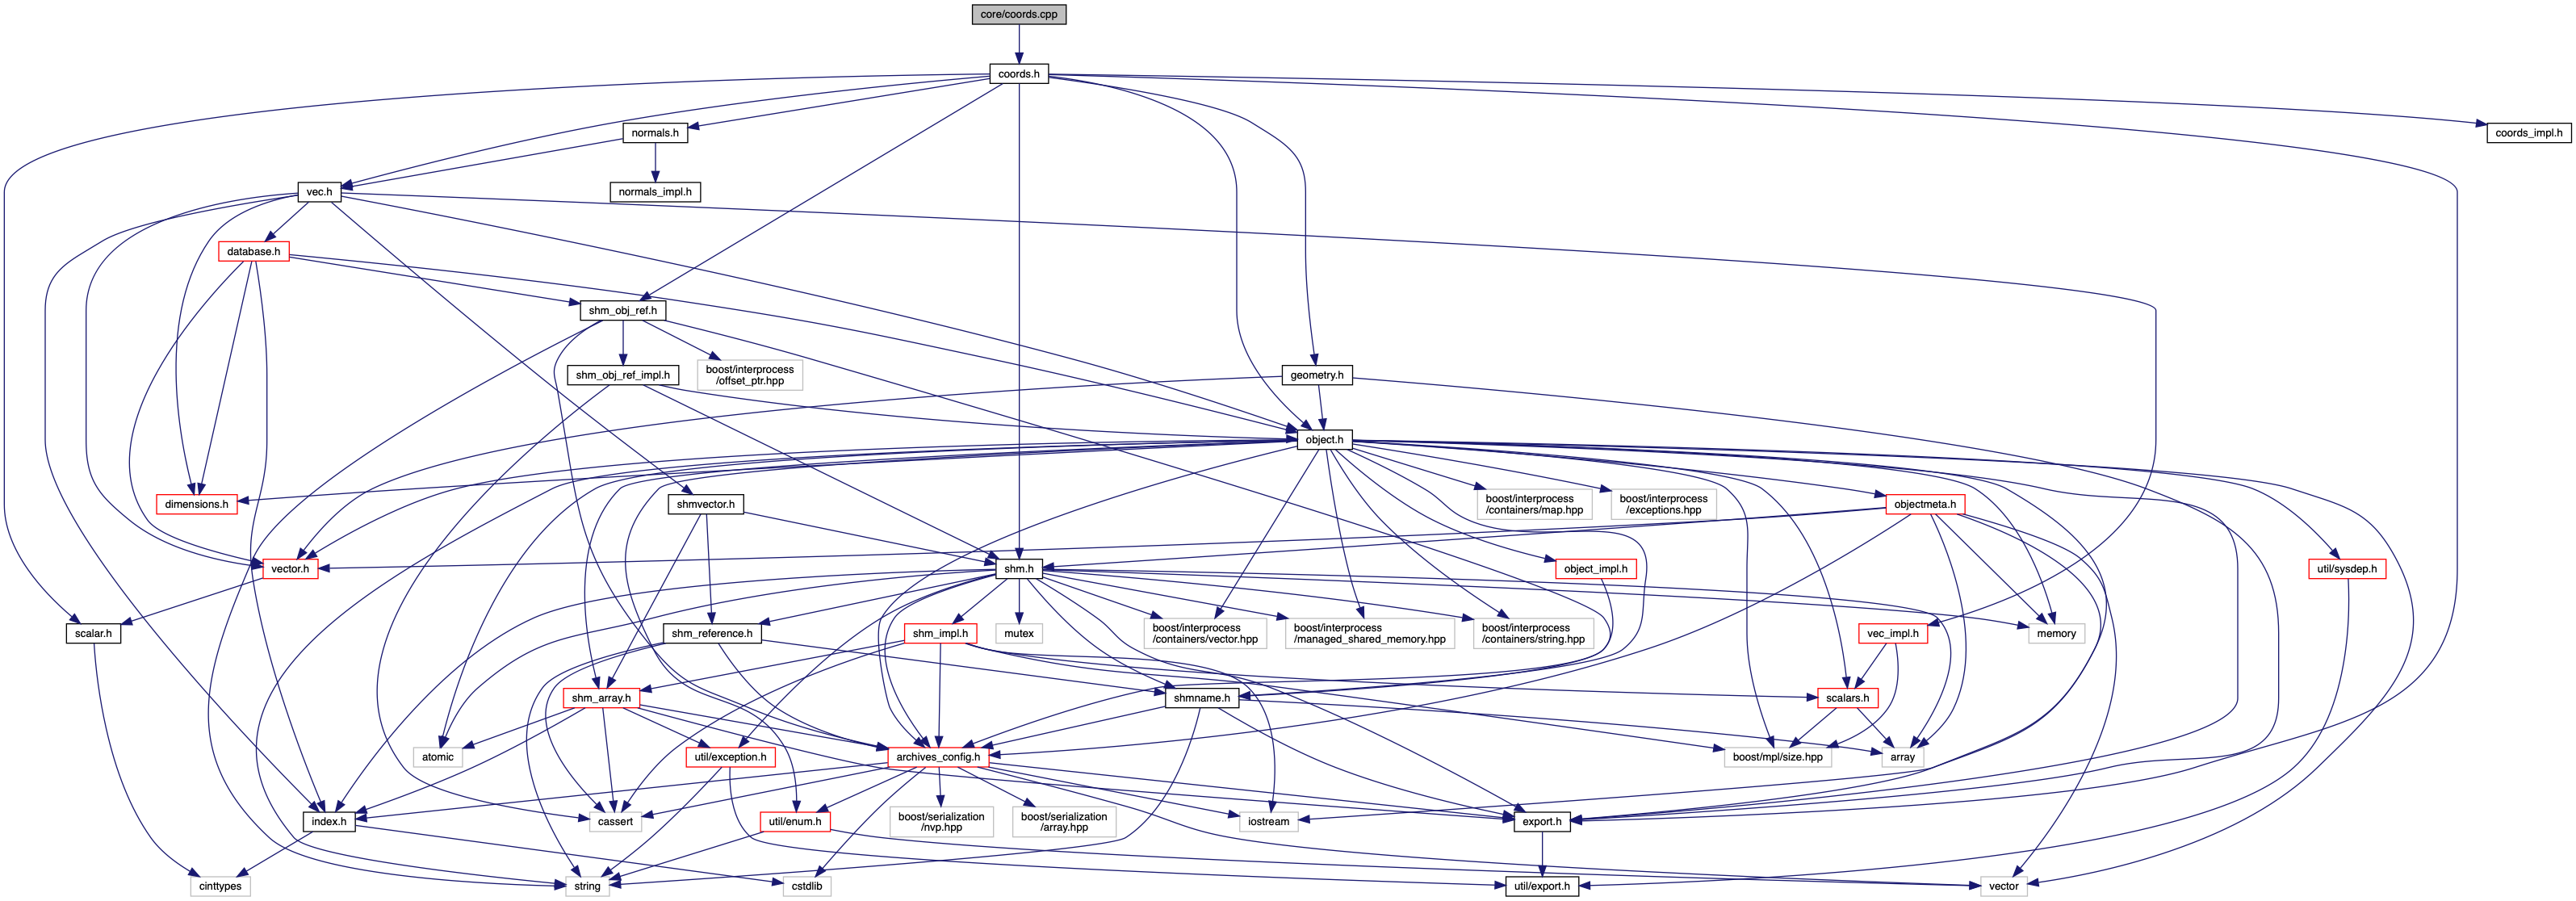 core/coords.cpp
coords.h
normals.h
coords_impl.h
vec.h
normals_impl.h
database.h
shm_obj_ref.h
shm_obj_ref_impl.h
boost/interprocess
/offset_ptr.hpp
geometry.h
object.h
dimensions.h
shmvector.h
boost/interprocess
/containers/map.hpp
boost/interprocess
/exceptions.hpp
objectmeta.h
vector.h
shm.h
object_impl.h
util/sysdep.h
scalar.h
shm_reference.h
shm_impl.h
mutex
boost/interprocess
/containers/vector.hpp
boost/interprocess
/managed_shared_memory.hpp
boost/interprocess
/containers/string.hpp
vec_impl.h
memory
shm_array.h
shmname.h
scalars.h
atomic
util/exception.h
archives_config.h
boost/mpl/size.hpp
array
index.h
cassert
util/enum.h
boost/serialization
/nvp.hpp
boost/serialization
/array.hpp
iostream
export.h
cinttypes
string
cstdlib
util/export.h
vector